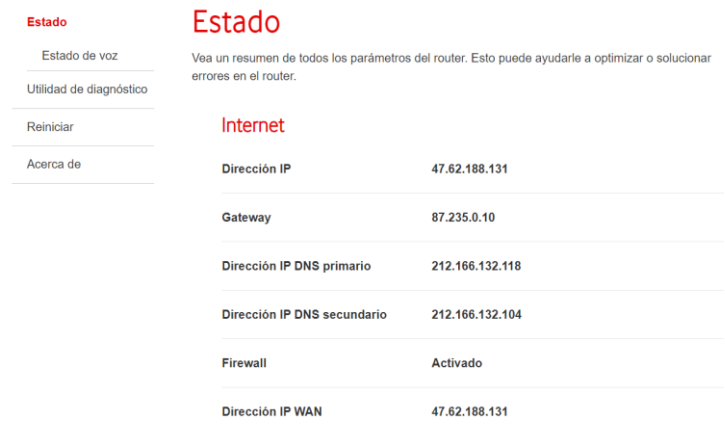 Estado
Estado de voz
Utilidad de diagnóstico
Reiniciar
Acerca de
Estado
Vea un resumen de todos los parámetros del router. Esto puede ayudarle a optimizar o solucionar
errores en el router.
Internet
Dirección IP 47.62.188.131
Gateway 87.235.0.10
Dirección IP DNS primario 212.166.132.118
Dirección IP DNS secundario 212.166.132.104
Firewall Activado
Dirección IP WAN 47.62.188.131